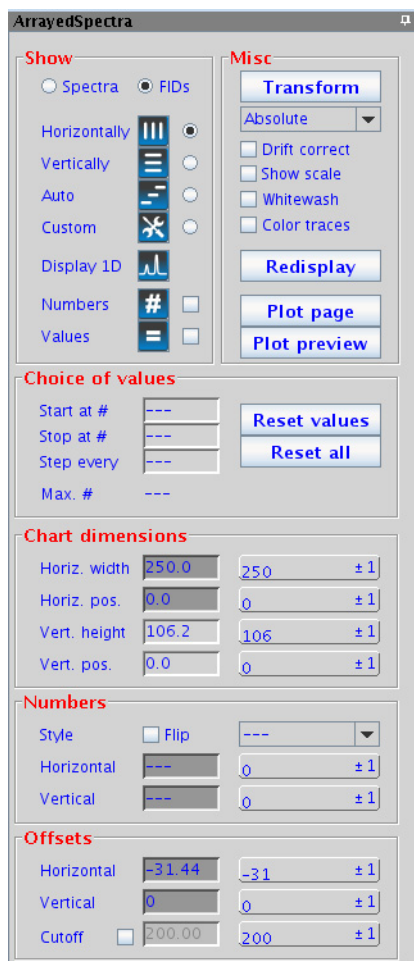 ArrayedSpectra
Show
Spectra FIDs
Horizontally
Vertically
Auto
Custom
Display 1D
Numbers #
Values =
Misc
Transform
Absolute
Drift correct
Show scale
Whitewash
Color traces
Redisplay
Plot page
Plot preview
Choice of values
Start at # ---
Stop at # ---
Step every ---
Max. # ---
Reset values
Reset all
Chart dimensions
Horiz. width 250.0 250 ±1
Horiz. pos. 0.0 0 ±1
Vert. height 106.2 106 ±1
Vert. pos. 0.0 0 ±1
Numbers
Style Flip ---
Horizontal --- 0 ±1
Vertical --- 0 ±1
Offsets
Horizontal -31.44 -31 ±1
Vertical 0 0 ±1
Cutoff 200.00 200 ±1